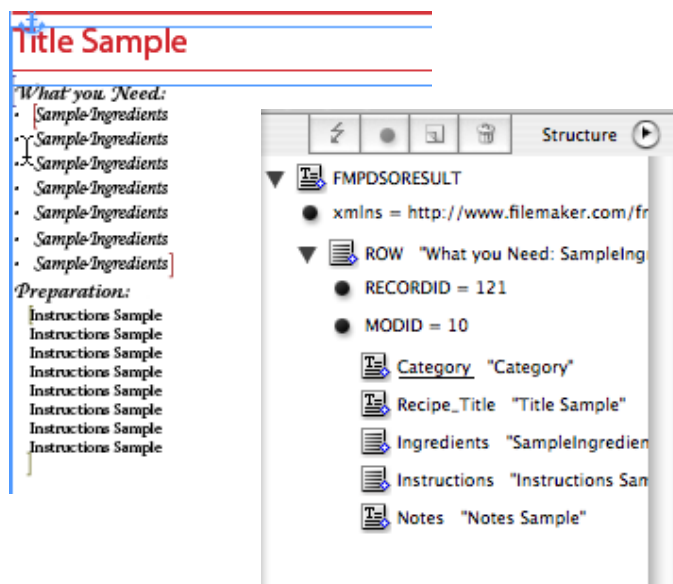 Title Sample
What you Need:
· Sample Ingredients
· Sample Ingredients
· Sample Ingredients
· Sample Ingredients
· Sample Ingredients
· Sample Ingredients
· Sample Ingredients
Preparation:
Instructions Sample
Instructions Sample
Instructions Sample
Instructions Sample
Instructions Sample
Instructions Sample
Instructions Sample
Instructions Sample
Structure
FMPDSORESULT
xmlns = http://www.filemaker.com/fr
ROW "What you Need: SampleIngr
RECORDID = 121
MODID = 10
Category "Category"
Recipe_Title "Title Sample"
Ingredients "SampleIngredien
Instructions "Instructions Sam
Notes "Notes Sample"